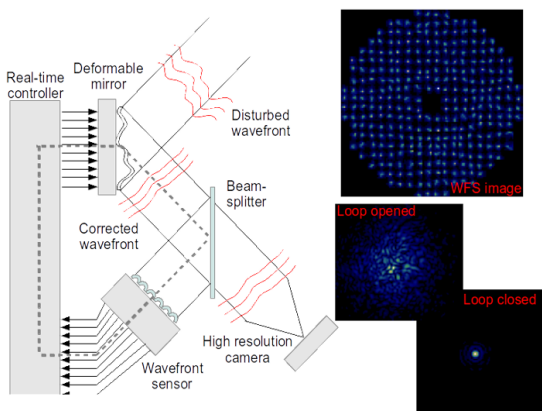 Real-time
controller
Deformable
mirror
Disturbed
wavefront
Beam-
splitter
Corrected
wavefront
High resolution
camera
Wavefront
sensor
WFS image
Loop opened
Loop closed